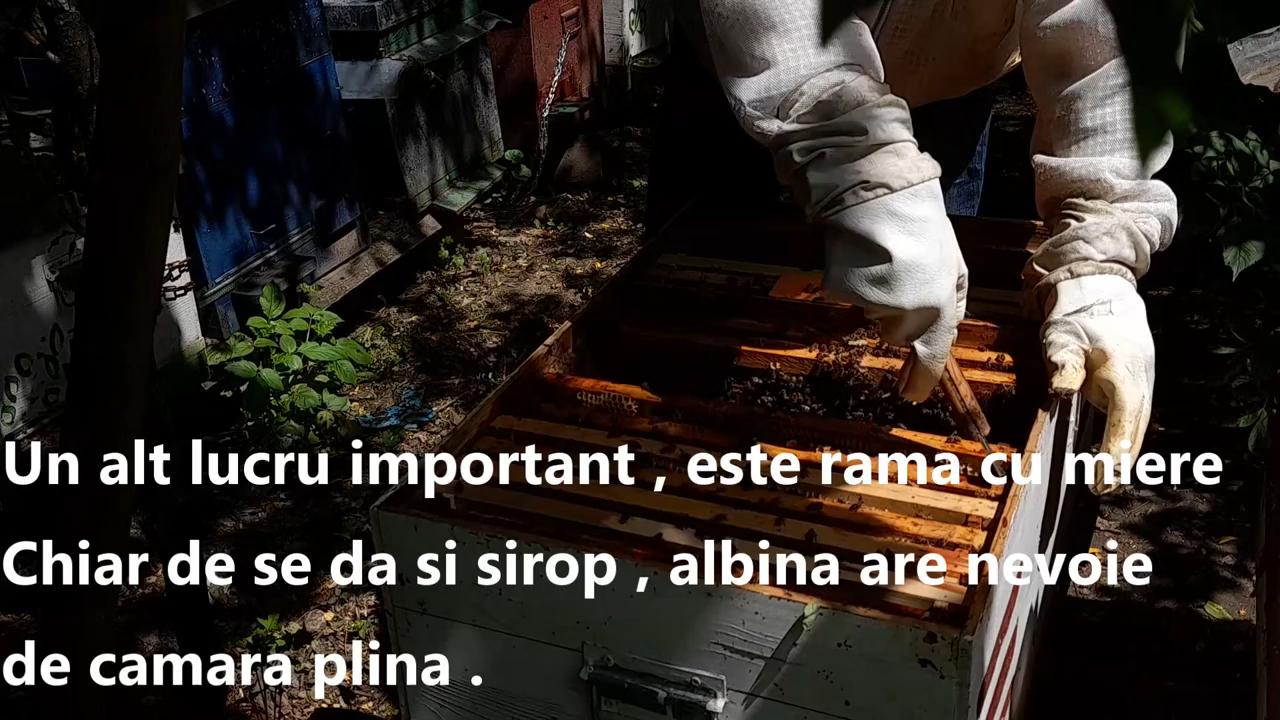 Un alt lucru important , este rama cu miere
Chiar de se da si sirop , albina are nevoie
de camara plina .